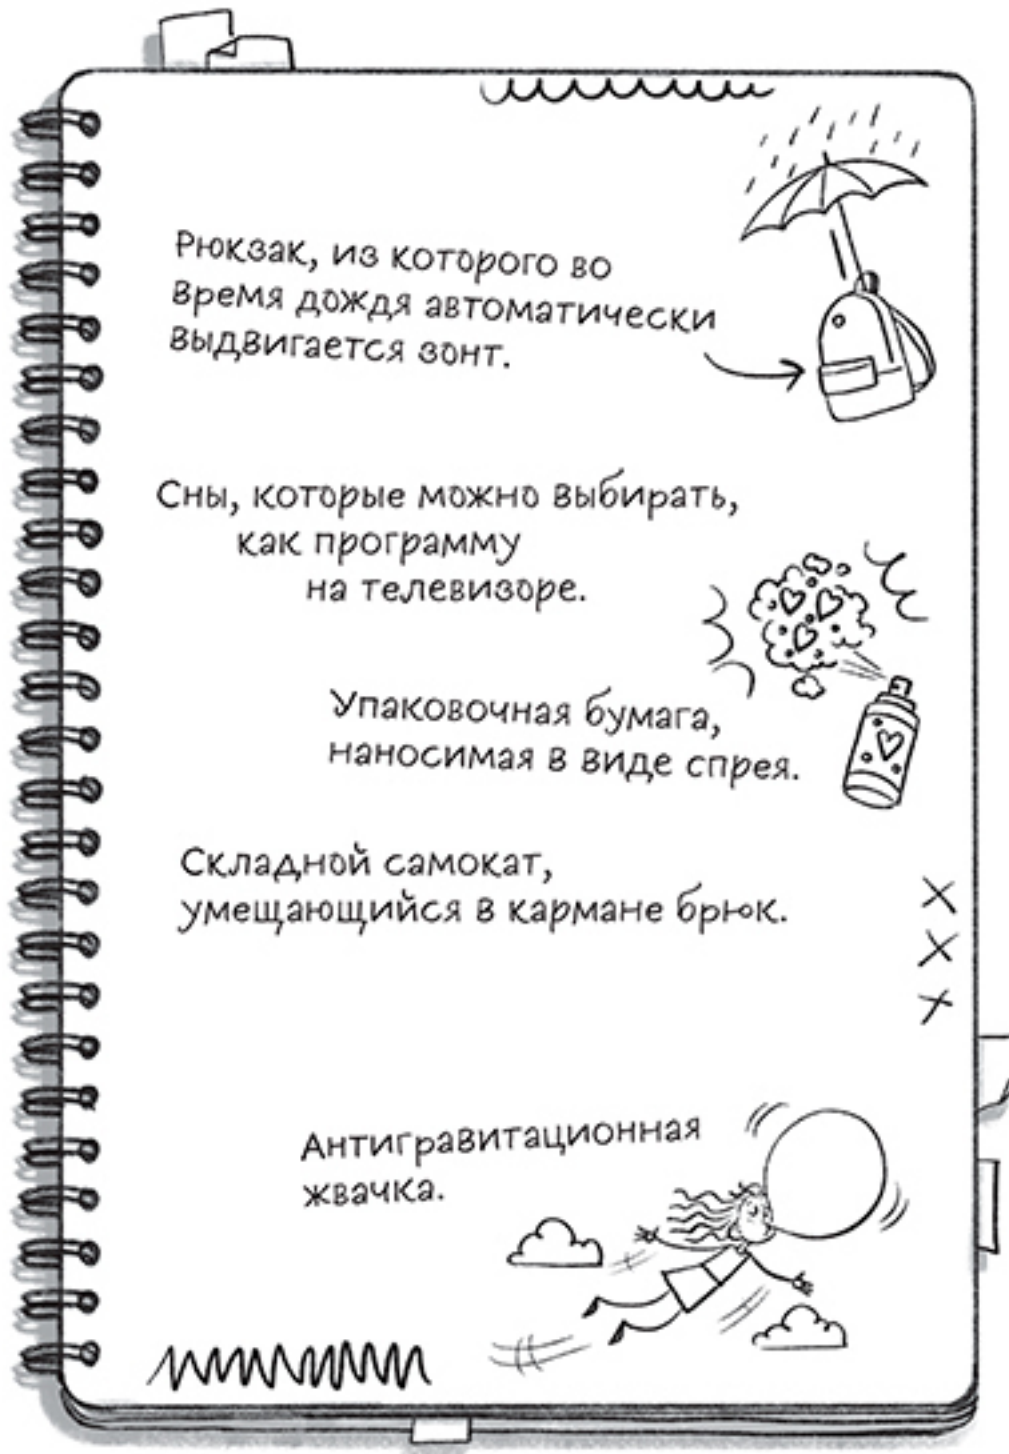 Рюкзак, из которого во
время дождя автоматически
выдвигается зонт.
Сны, которые можно выбирать,
как программу
на телевизоре.
Упаковочная бумага,
наносимая в виде спрея.
Складной самокат,
умещающийся в кармане брюк.
Антигравитационная
жвачка.